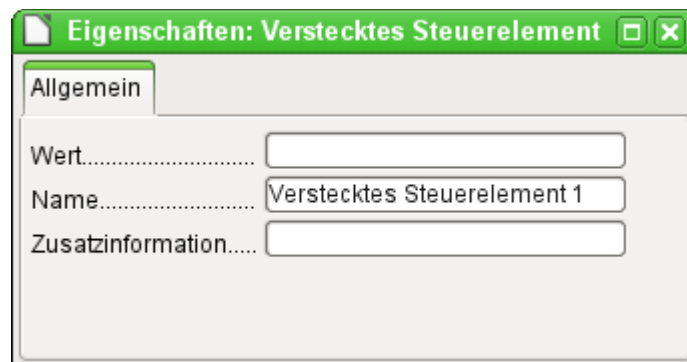 Eigenschaften: Verstecktes Steuerelement
Allgemein
Wert...........................
Name.......................... Verstecktes Steuerelement 1
Zusatzinformation.....